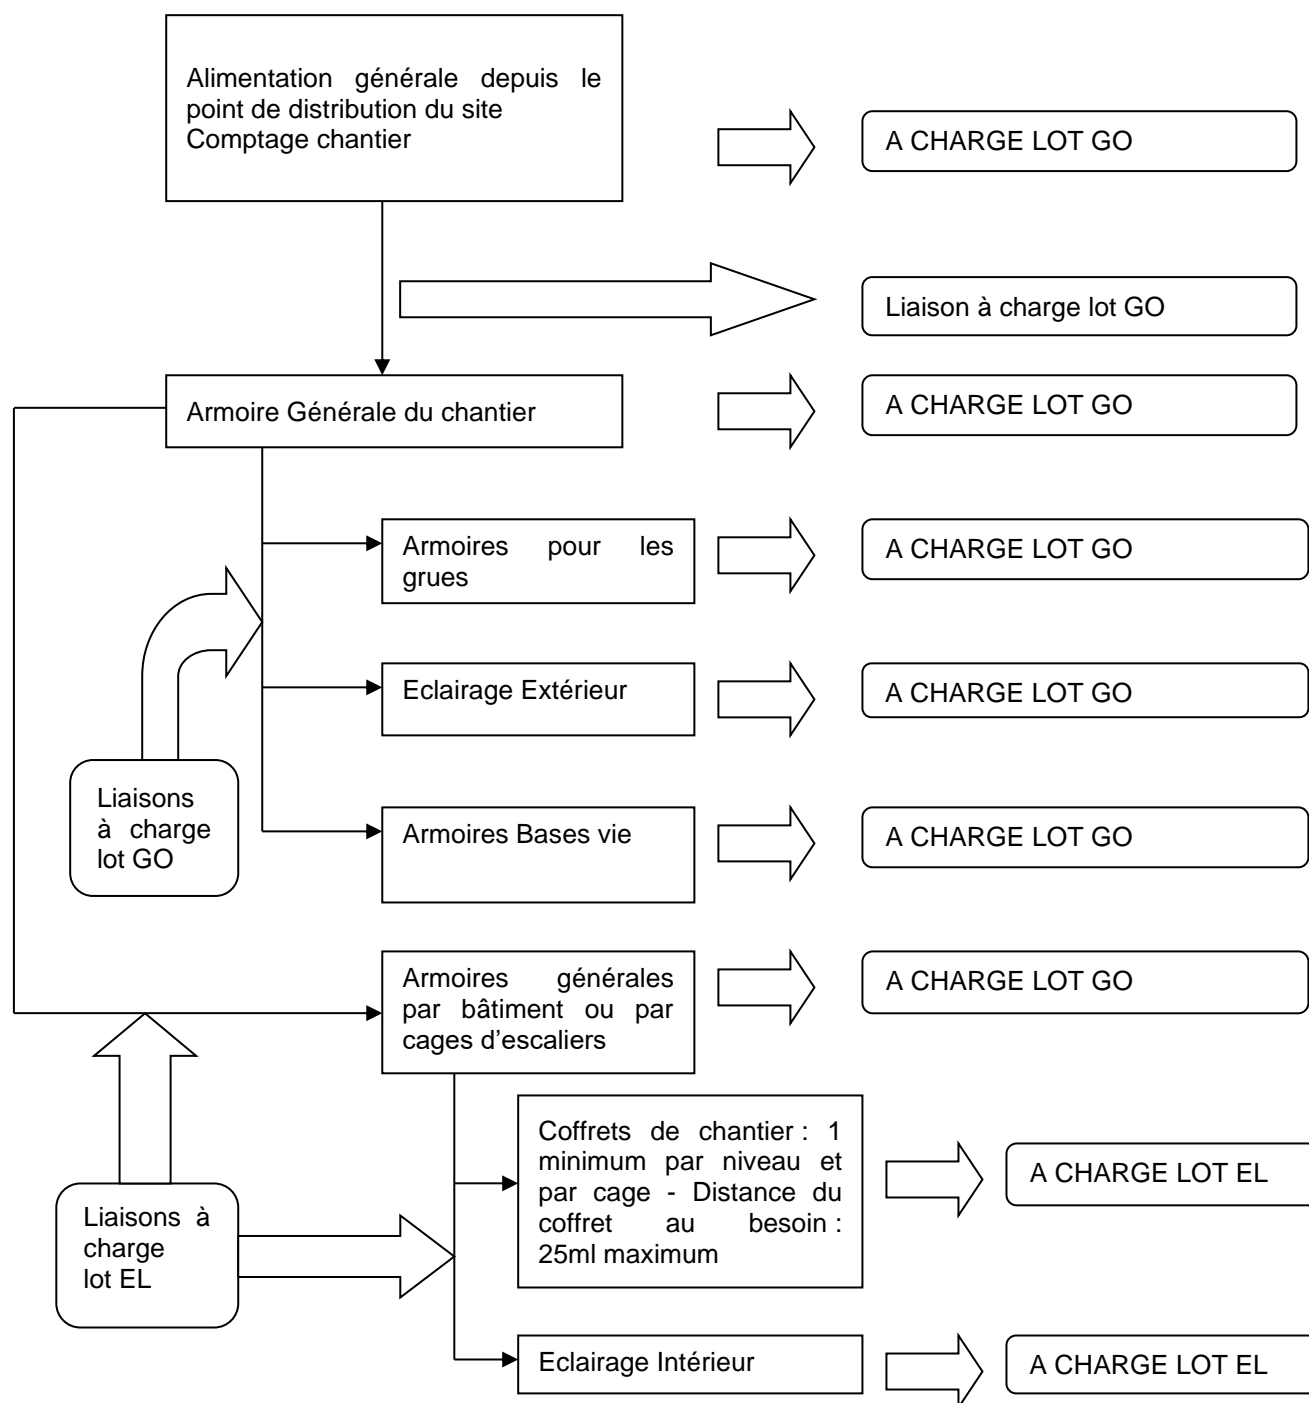 Alimentation générale depuis le
point de distribution du site
Comptage chantier
A CHARGE LOT GO
Liaison à charge lot GO
Armoire Générale du chantier
A CHARGE LOT GO
Armoires pour les
grues
A CHARGE LOT GO
Eclairage Extérieur
A CHARGE LOT GO
Liaisons
à charge
lot GO
Armoires Bases vie
A CHARGE LOT GO
Armoires générales
par bâtiment ou par
cages d'escaliers
A CHARGE LOT GO
Coffrets de chantier : 1
minimum par niveau et
par cage - Distance du
coffret au besoin :
25ml maximum
A CHARGE LOT EL
Liaisons à
charge
lot EL
Eclairage Intérieur
A CHARGE LOT EL